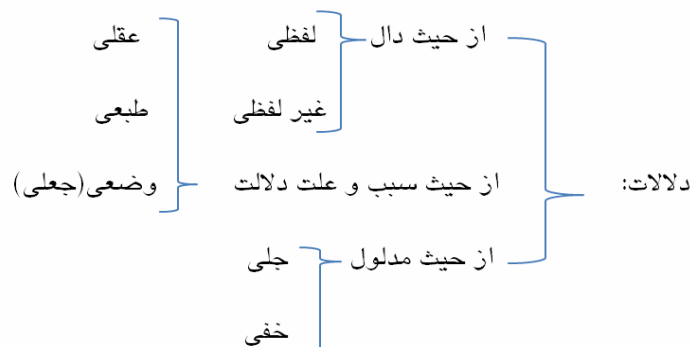 دلالات:
از حیث دال
لفظی
غیر لفظی
از حیث سبب و علت دلالت
عقلی
طبعی
وضعی(جعلی)
از حیث مدلول
جلی
خفی